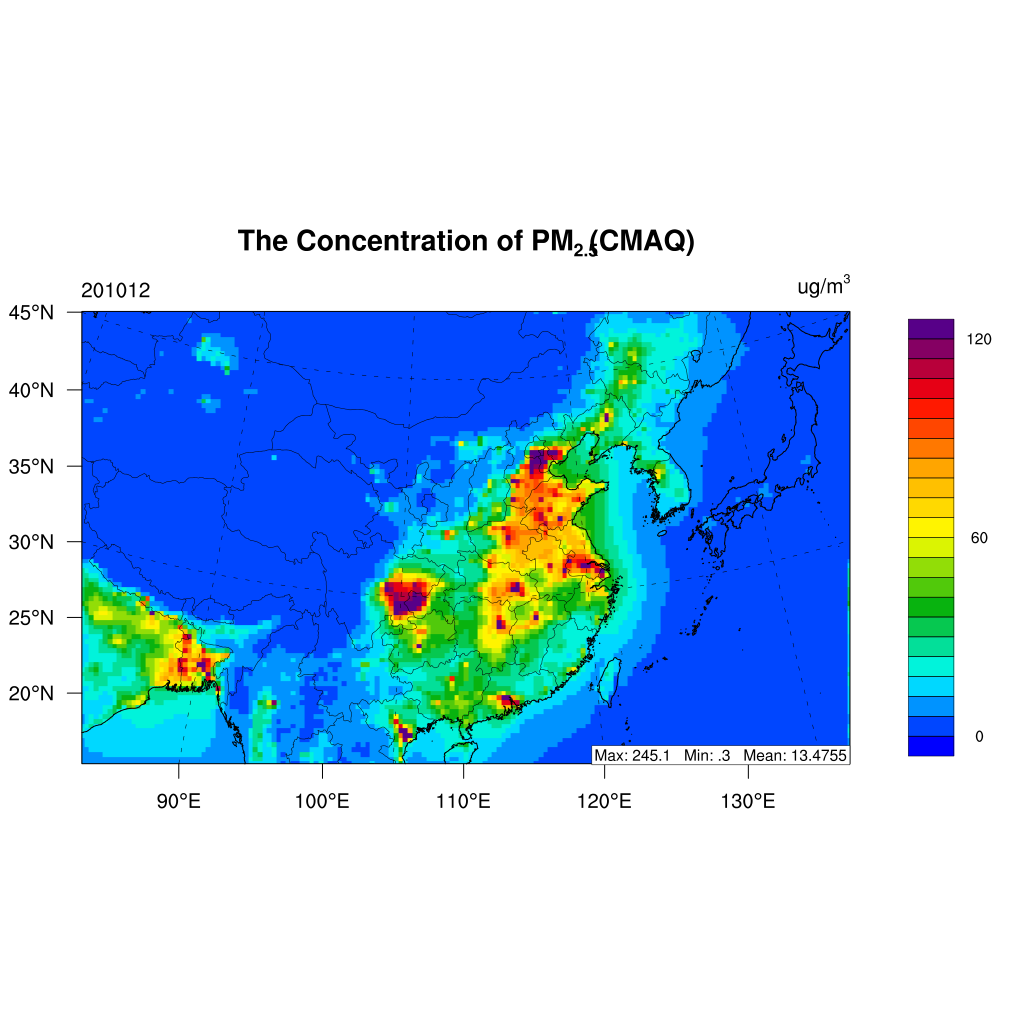 The Concentration of PM2.5(CMAQ)
201012
ug/m3
45°N
40°N
35°N
30°N
25°N
20°N
120
60
0
Max: 245.1 Min: .3 Mean: 13.4755
90°E 100°E 110°E 120°E 130°E